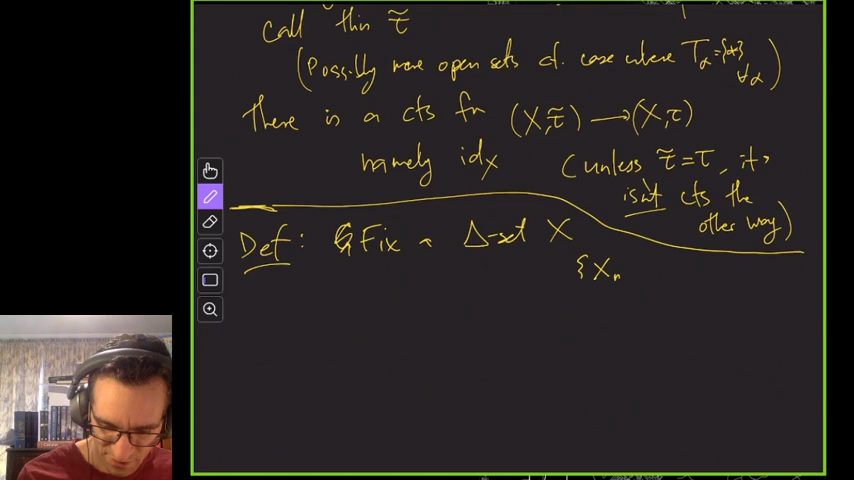 call this τ̃
(Possibly more open sets cf. case where Tα={*} ∀α)
There is a cts fn (X,τ̃) → (X,τ)
namely id_X (unless τ̃=τ, it
isn't cts the
other way)
Def: Fix a Δ-set X
{X_n